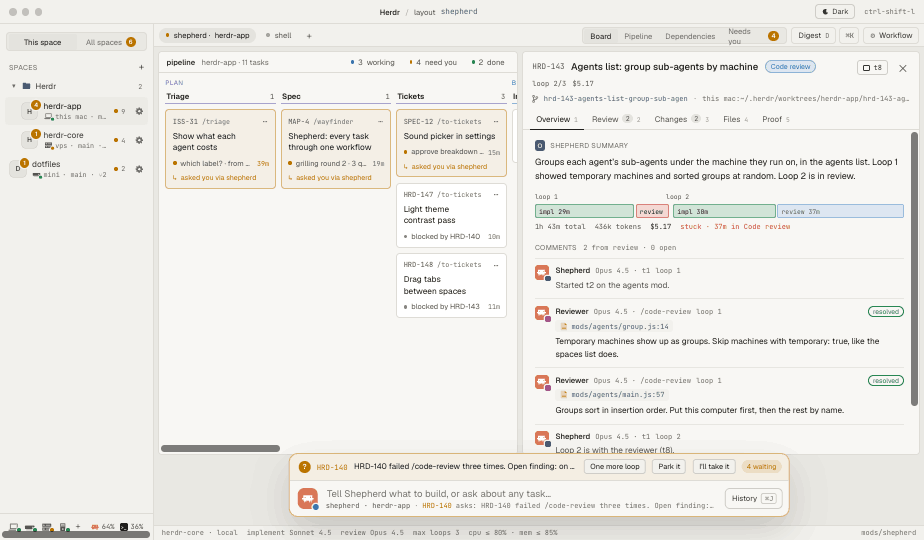 Herdr / layout shepherd
Dark
ctrl-shift-l
This space
All spaces 6
shepherd · herdr-app
shell
+
Board
Pipeline
Dependencies
Needs you 4
Digest D
⌘K
Workflow
SPACES
+
Herdr 2
H 4 herdr-app 9
this mac · m…
H 1 herdr-core 4
vps · main ·…
D 1 dotfiles 2
mini · main ·
64%
36%
pipeline herdr-app · 11 tasks
3 working
4 need you
2 done
PLAN
Triage 1
Spec 1
Tickets 3
ISS-31 /triage …
Show what each
agent costs
which label? · from … 39m
↳ asked you via shepherd
MAP-4 /wayfinder …
Shepherd: every task
through one workflow
grilling round 2 · 3 q… 19m
↳ asked you via shepherd
SPEC-12 /to-tickets …
Sound picker in settings
approve breakdown … 15m
↳ asked you via shepherd
HRD-147 /to-tickets …
Light theme
contrast pass
blocked by HRD-140 10m
HRD-148 /to-tickets …
Drag tabs
between spaces
blocked by HRD-143 11m
HRD-143 Agents list: group sub-agents by machine Code review
t8
loop 2/3 $5.17
hrd-143-agents-list-group-sub-agen · this mac:~/.herdr/worktrees/herdr-app/hrd-143-ag…
Overview 1
Review 2 2
Changes 2 3
Files 4
Proof 5
SHEPHERD SUMMARY
Groups each agent's sub-agents under the machine they run on, in the agents list. Loop 1
showed temporary machines and sorted groups at random. Loop 2 is in review.
loop 1
loop 2
impl 29m
review
impl 30m
review 37m
1h 43m total 436k tokens $5.17 stuck · 37m in Code review
COMMENTS 2 from review · 0 open
Shepherd Opus 4.5 · t1 loop 1
Started t2 on the agents mod.
Reviewer Opus 4.5 · /code-review loop 1
resolved
mods/agents/group.js:14
Temporary machines show up as groups. Skip machines with temporary: true, like the
spaces list does.
Reviewer Opus 4.5 · /code-review loop 1
resolved
mods/agents/main.js:57
Groups sort in insertion order. Put this computer first, then the rest by name.
Shepherd Opus 4.5 · t1 loop 2
Loop 2 is with the reviewer (t8).
? HRD-140 HRD-140 failed /code-review three times. Open finding: on …
One more loop
Park it
I'll take it
4 waiting
Tell Shepherd what to build, or ask about any task…
shepherd · herdr-app · HRD-140 asks: HRD-140 failed /code-review three times. Open finding:…
History ⌘J
herdr-core · local implement Sonnet 4.5 review Opus 4.5 max loops 3 cpu ≤ 80% · mem ≤ 85%
mods/shepherd